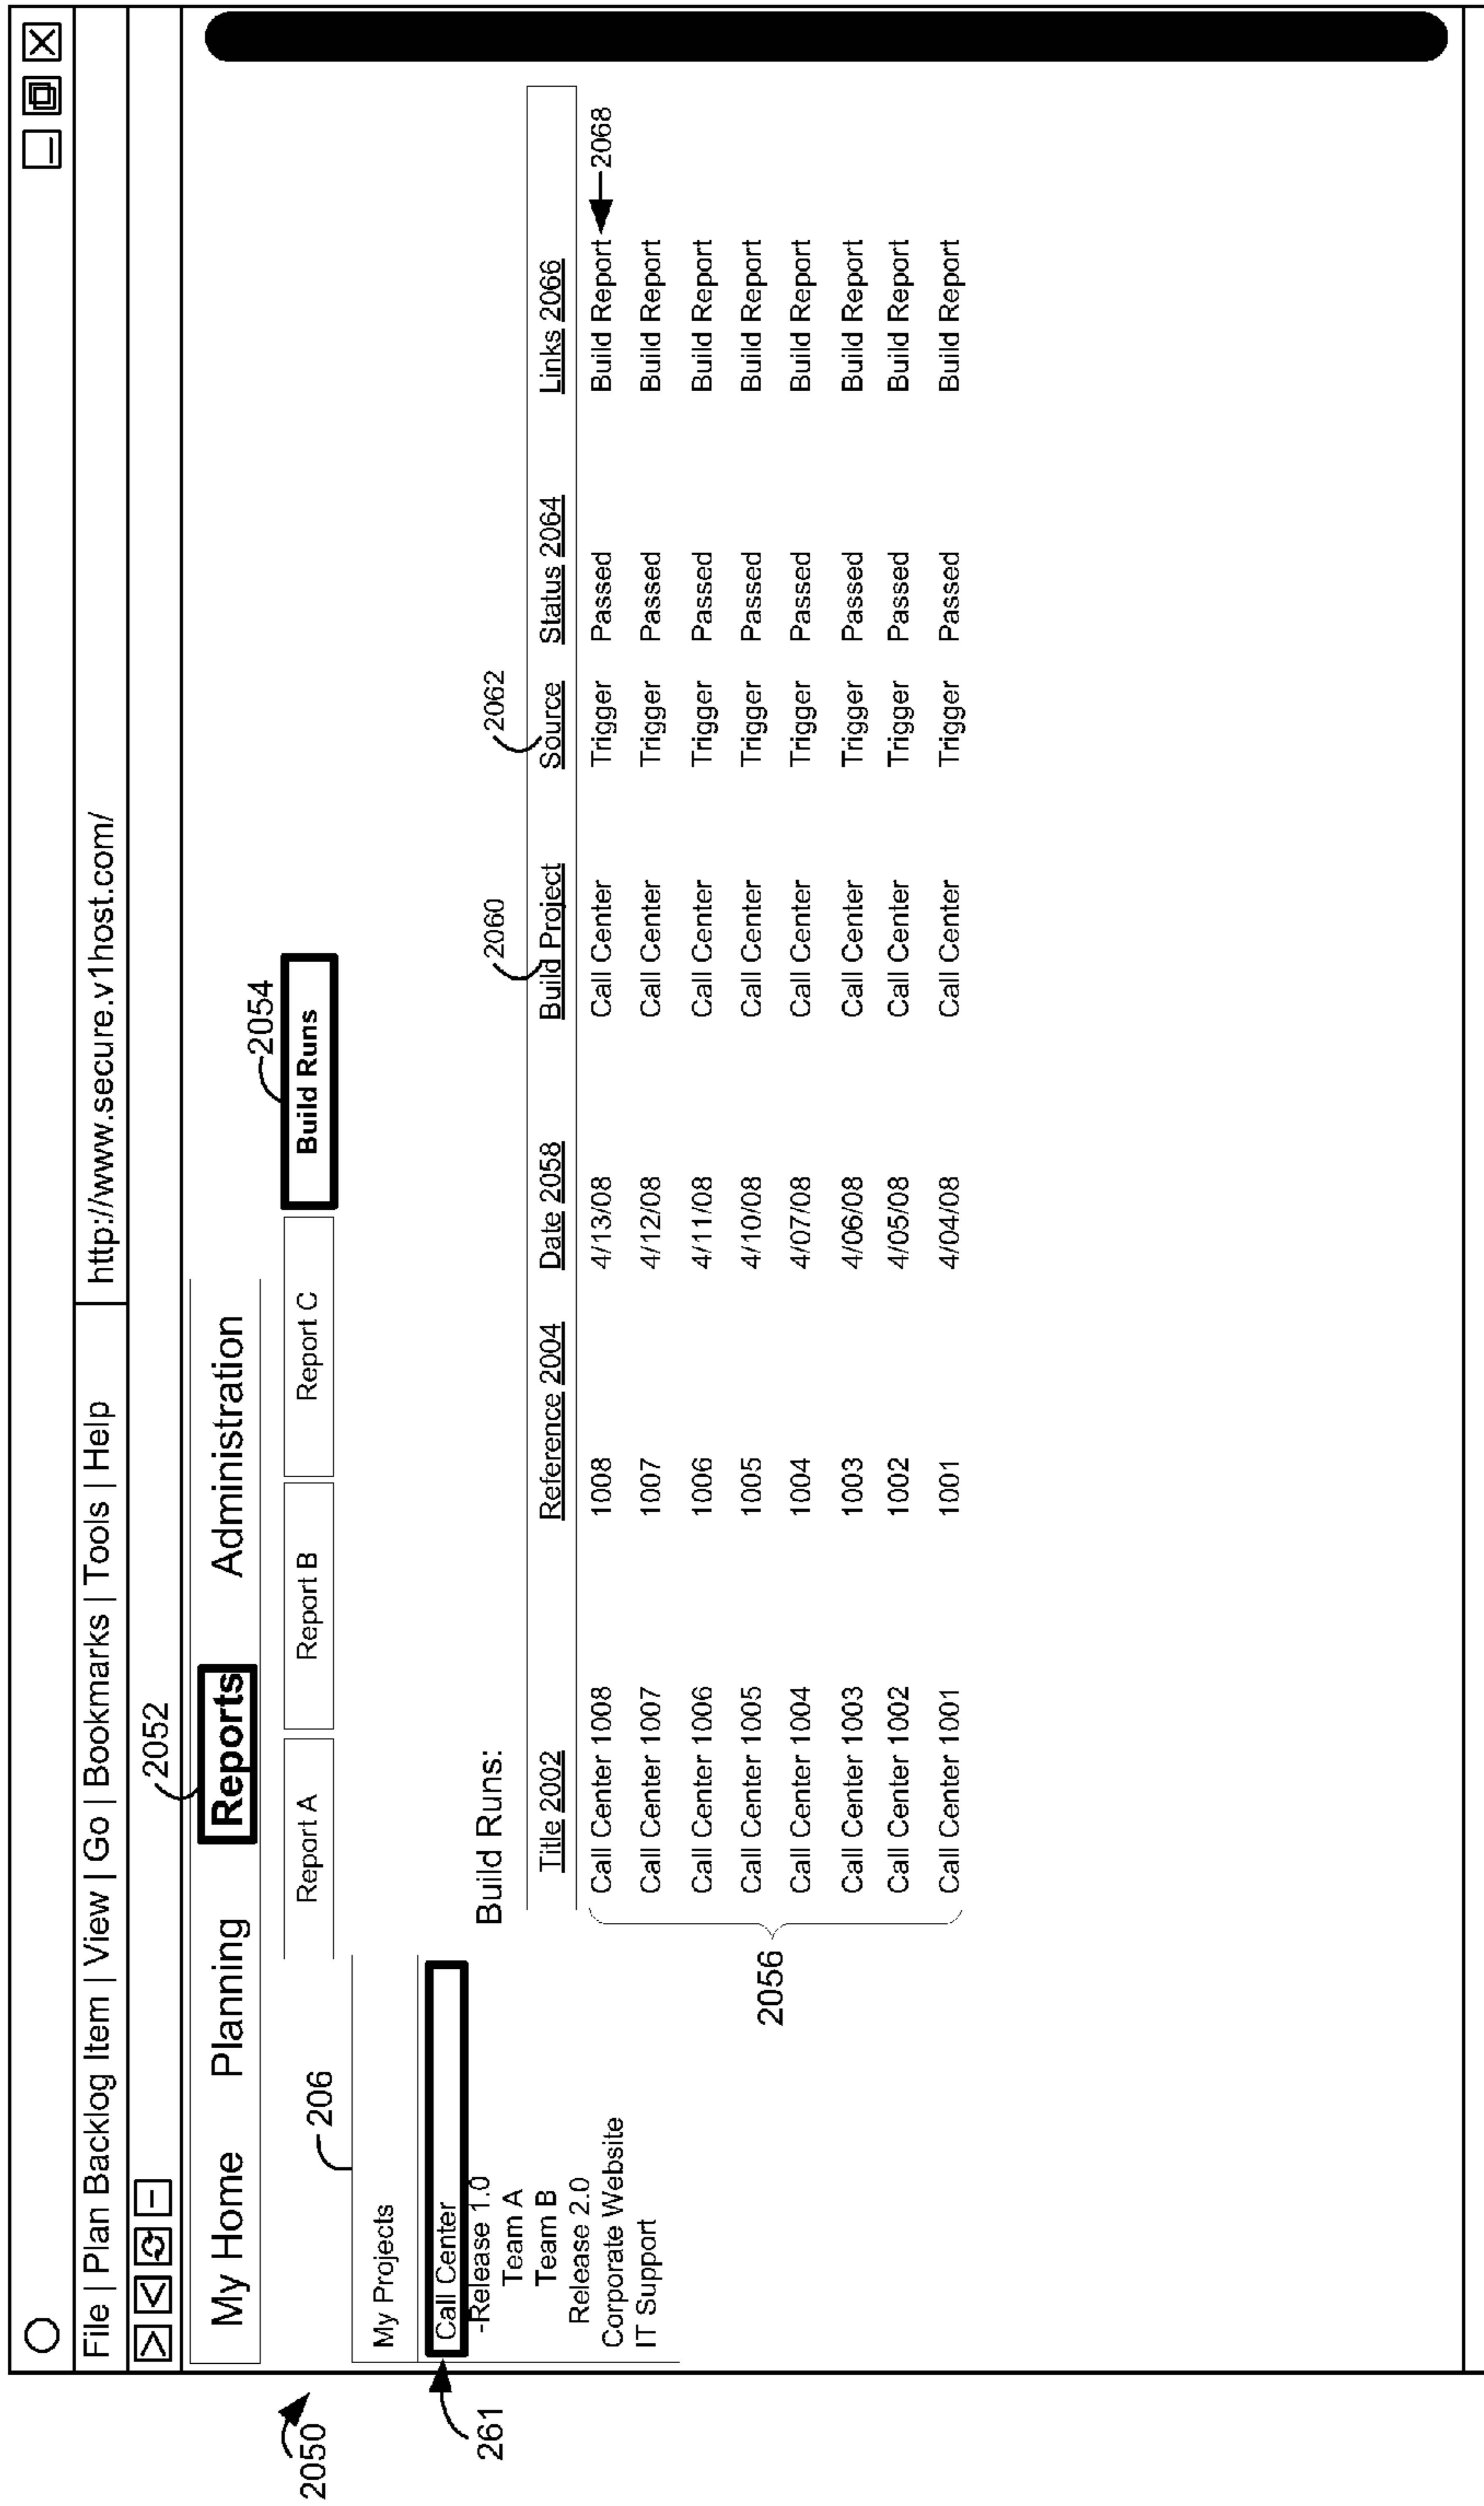 File | Plan Backlog Item | View | Go | Bookmarks | Tools | Help http://www.secure.v1host.com/
2052
My Home Planning Reports Administration
2054
2050
206
Report A Report B Report C Build Runs
My Projects
261
Call Center
-Release 1.0
Team A
Team B
Release 2.0
Corporate Website
IT Support
Build Runs:
2060 2062
Title 2002 Reference 2004 Date 2058 Build Project Source Status 2064 Links 2066
Call Center 1008 1008 4/13/08 Call Center Trigger Passed Build Report 2068
Call Center 1007 1007 4/12/08 Call Center Trigger Passed Build Report
Call Center 1006 1006 4/11/08 Call Center Trigger Passed Build Report
Call Center 1005 1005 4/10/08 Call Center Trigger Passed Build Report
Call Center 1004 1004 4/07/08 Call Center Trigger Passed Build Report
Call Center 1003 1003 4/06/08 Call Center Trigger Passed Build Report
Call Center 1002 1002 4/05/08 Call Center Trigger Passed Build Report
Call Center 1001 1001 4/04/08 Call Center Trigger Passed Build Report
2056